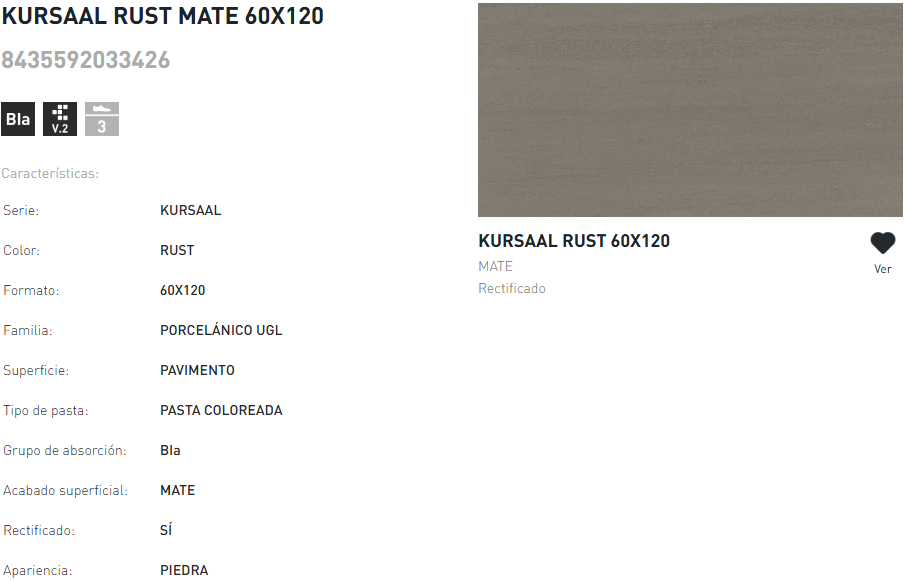 KURSAAL RUST MATE 60X120
8435592033426
BIa
V.2
3
Características:
Serie: KURSAAL
Color: RUST
Formato: 60X120
Familia: PORCELÁNICO UGL
Superficie: PAVIMENTO
Tipo de pasta: PASTA COLOREADA
Grupo de absorción: BIa
Acabado superficial: MATE
Rectificado: SÍ
Apariencia: PIEDRA
KURSAAL RUST 60X120
MATE
Rectificado
Ver